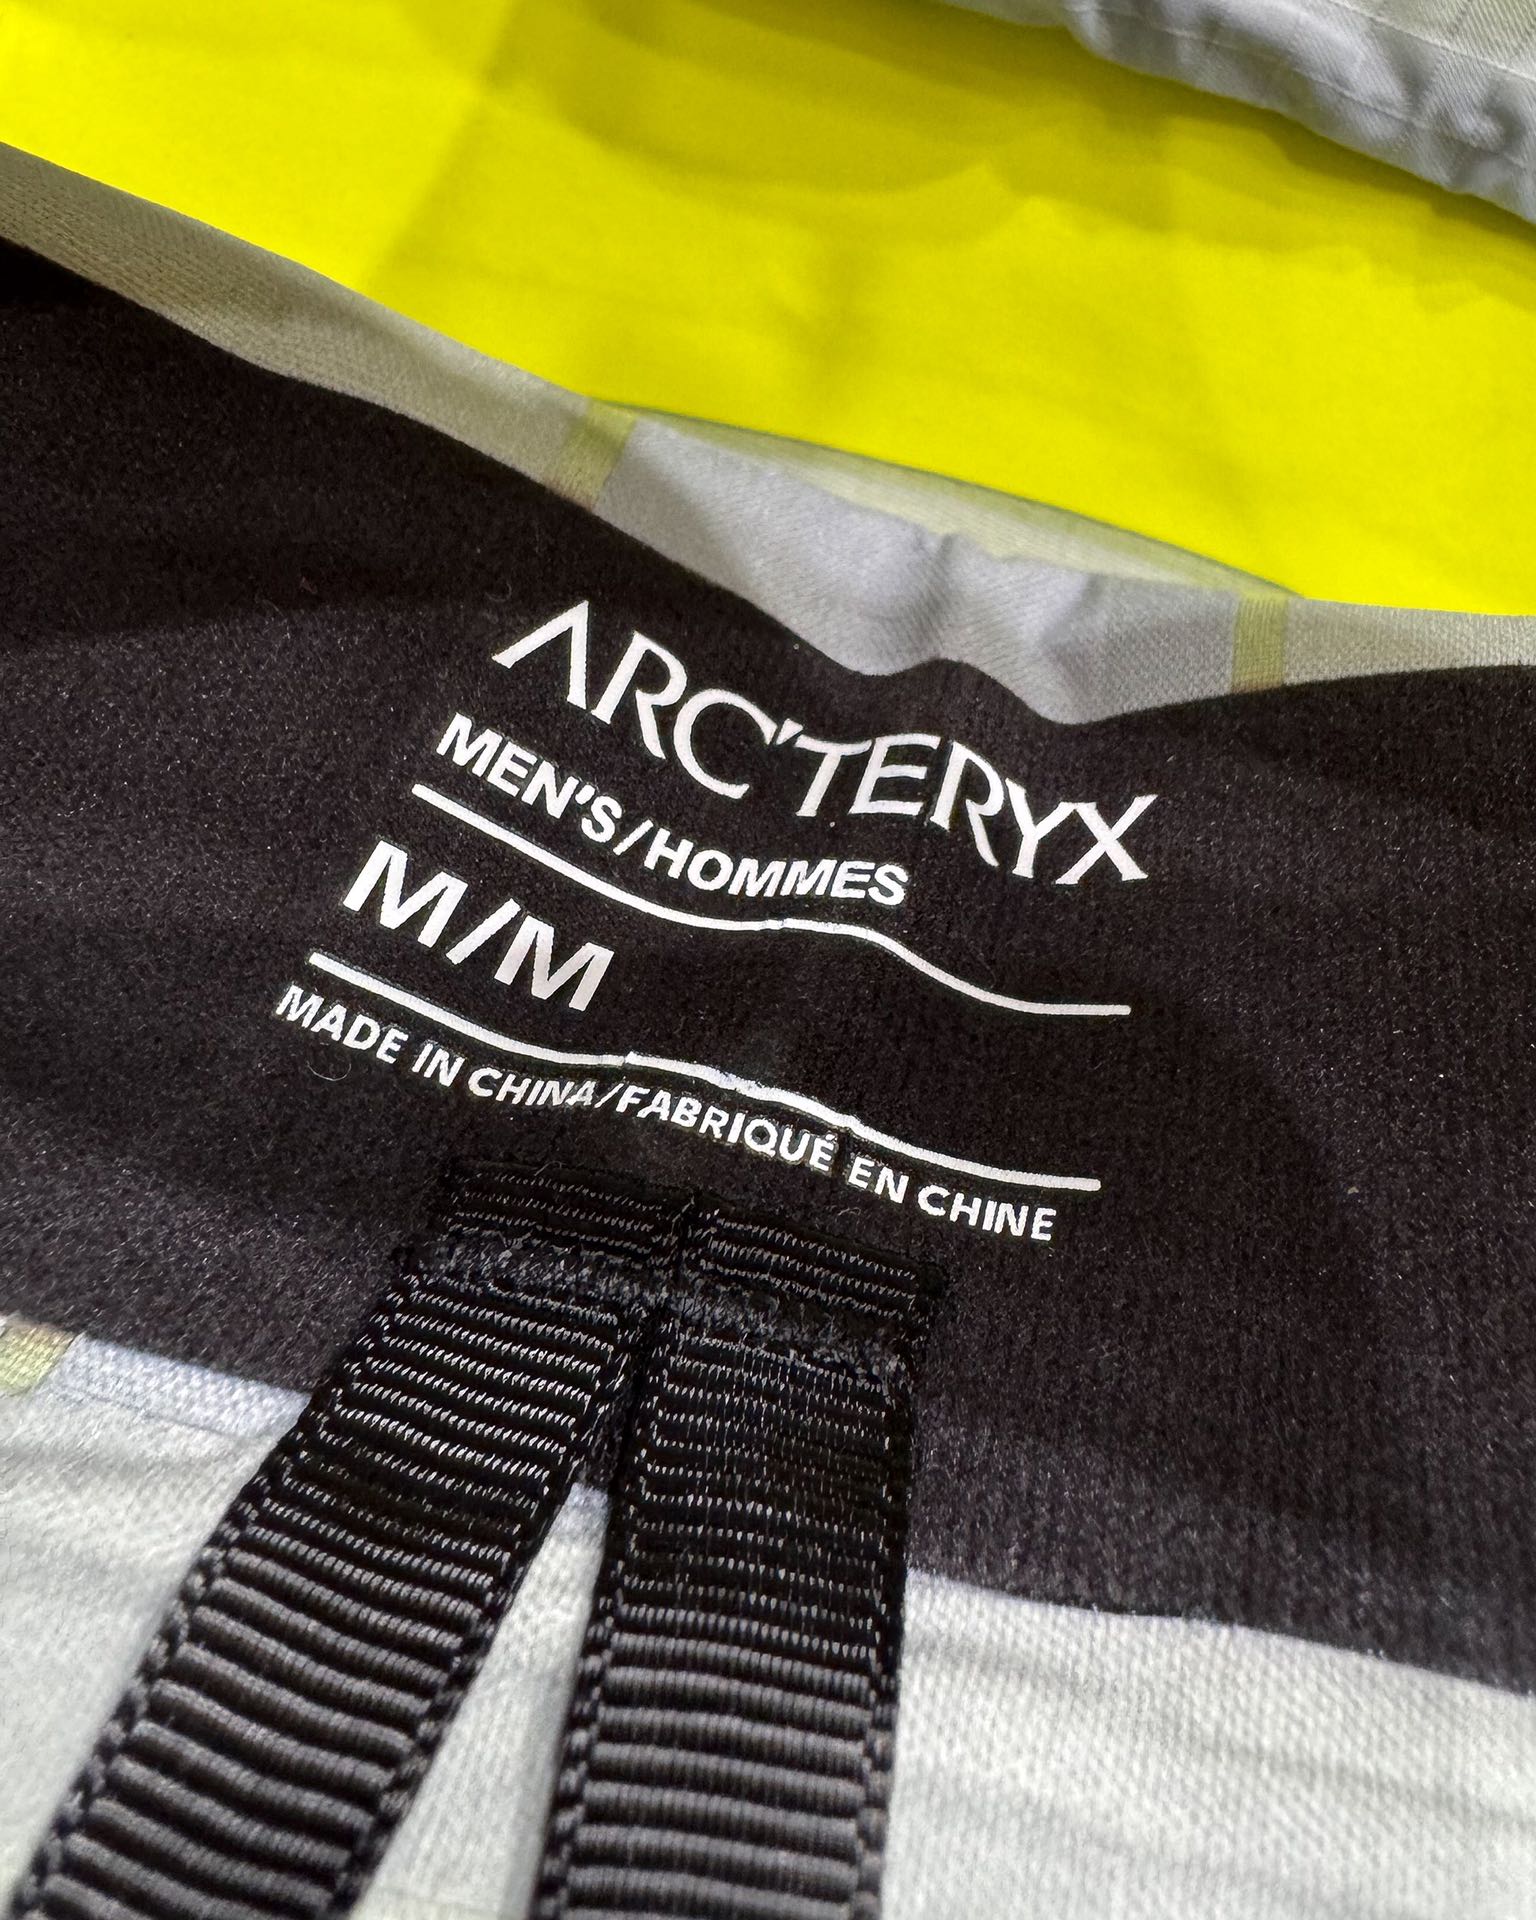 ARC'TERYX
MEN'S/HOMMES
M/M
MADE IN CHINA/FABRIQUÉ EN CHINE